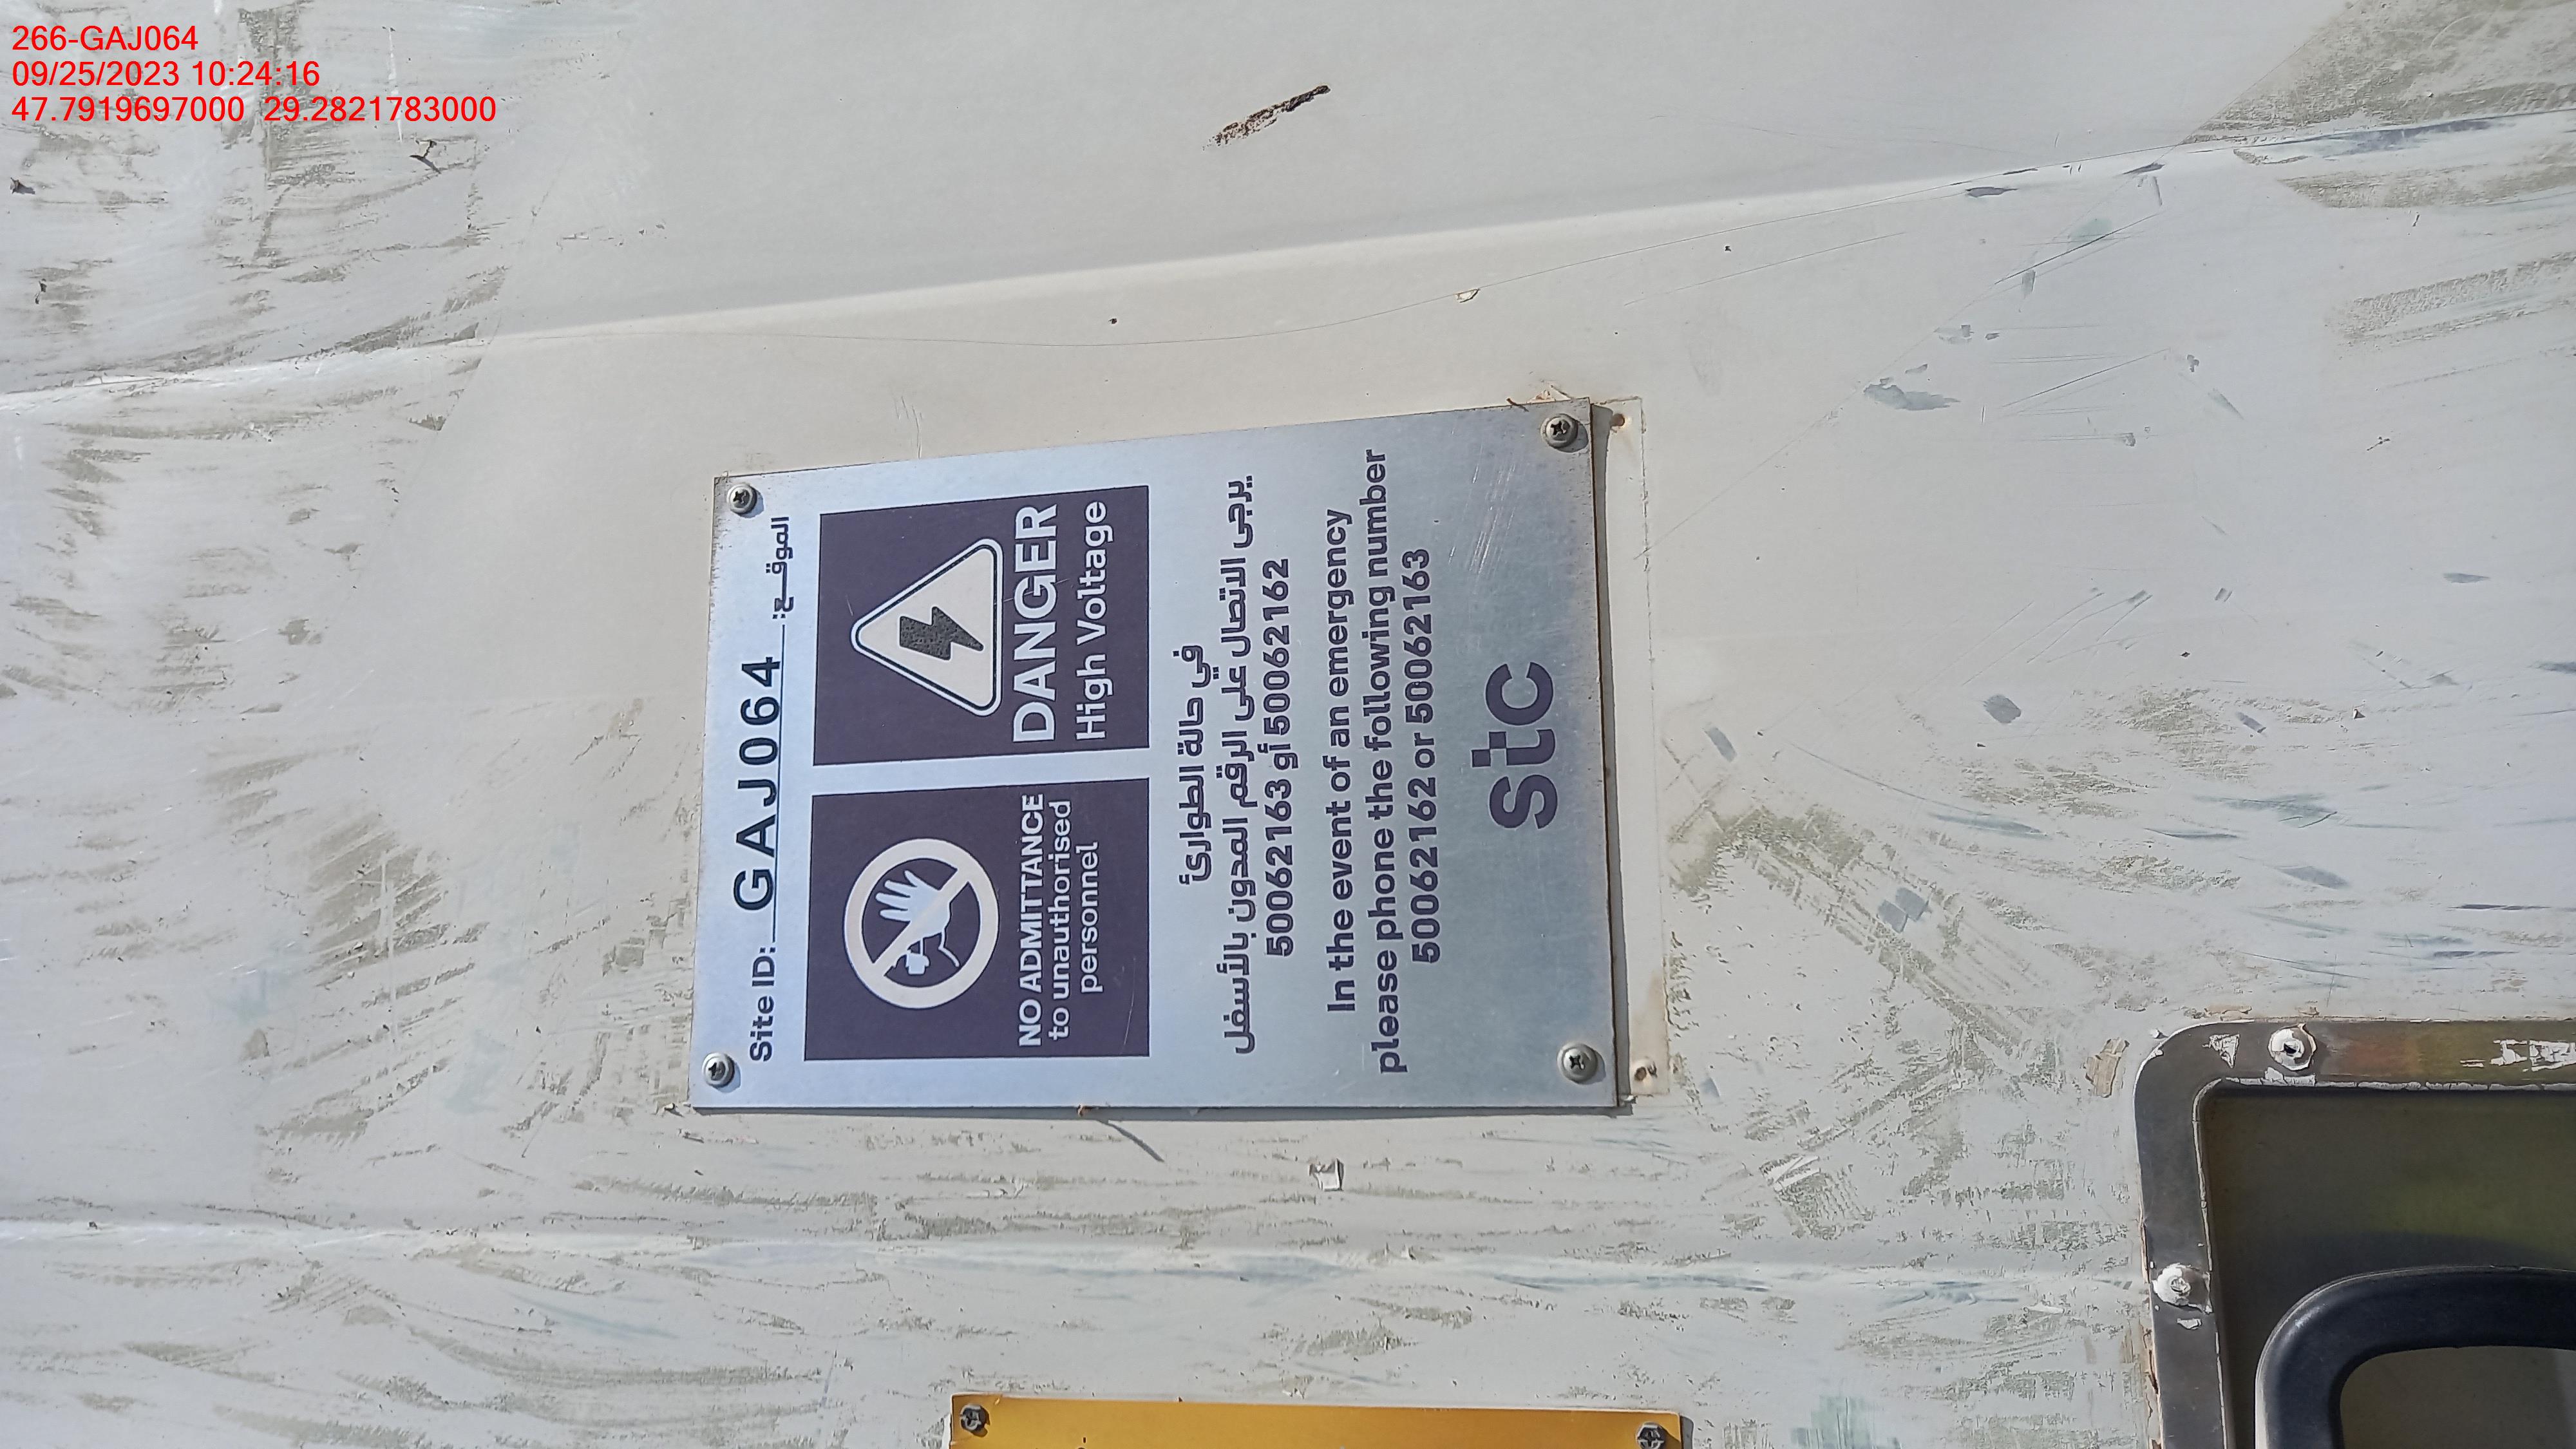 266-GAJ064
09/25/2023 10:24:16
47.7919697000 29.2821783000
Site ID: GAJ064 الموقــع:
NO ADMITTANCE
to unauthorised
personnel
DANGER
High Voltage
في حالة الطوارئ
يرجى الاتصال على الرقم المدون بالأسفل
50062163 أو 50062162
In the event of an emergency
please phone the following number
50062162 or 50062163
stc